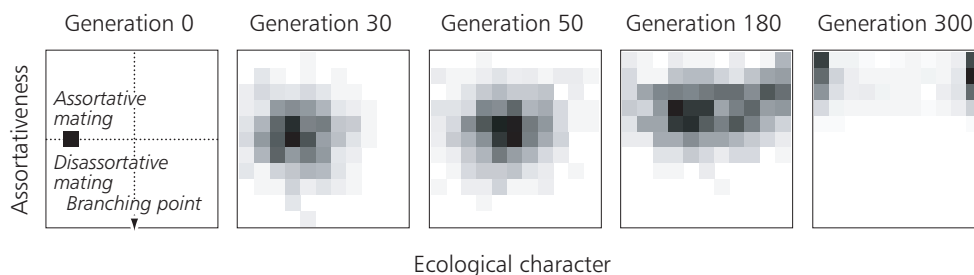 Generation 0
Generation 30
Generation 50
Generation 180
Generation 300
Assortativeness
Assortative
mating
Disassortative
mating
Branching point
Ecological character